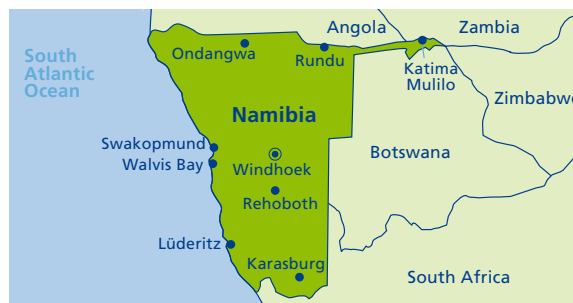 Angola
Zambia
South
Atlantic
Ocean
Ondangwa
Rundu
Katima
Mulilo
Zimbabwe
Namibia
Swakopmund
Walvis Bay
Windhoek
Botswana
Rehoboth
Lüderitz
Karasburg
South Africa